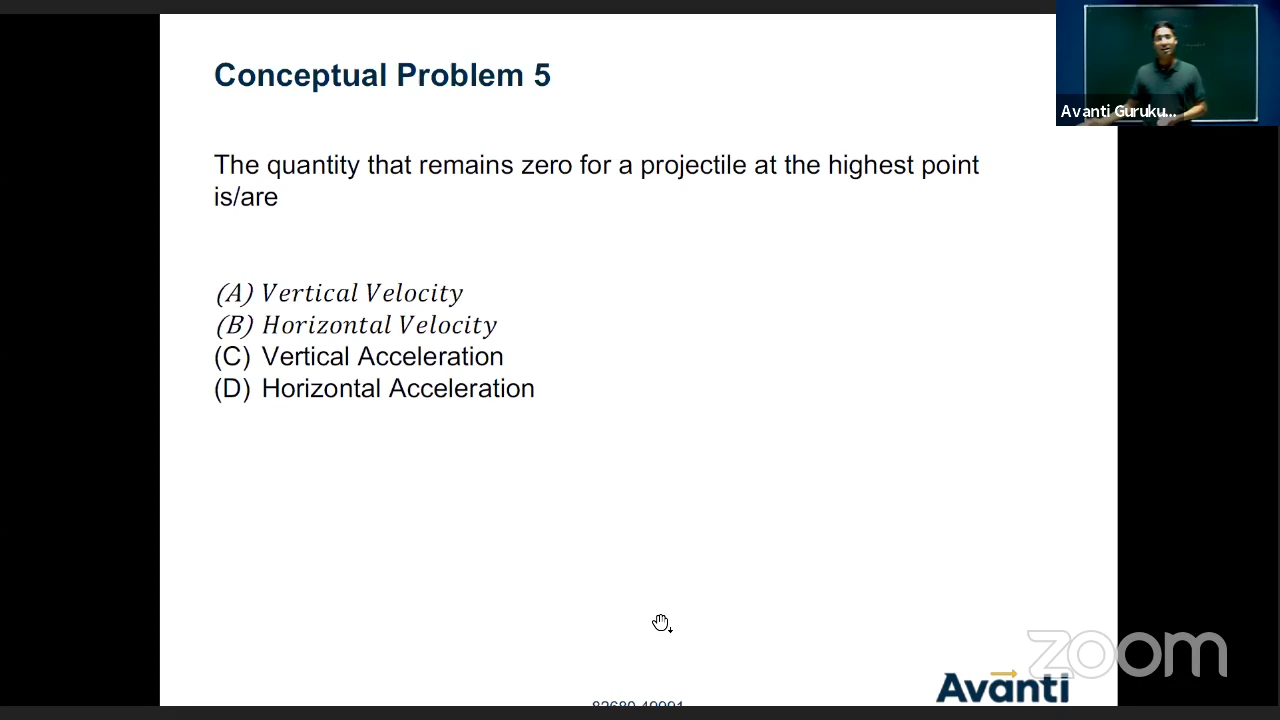 Conceptual Problem 5
Avanti Guruku...
The quantity that remains zero for a projectile at the highest point
is/are
(A) Vertical Velocity
(B) Horizontal Velocity
(C) Vertical Acceleration
(D) Horizontal Acceleration
zoom
Avanti